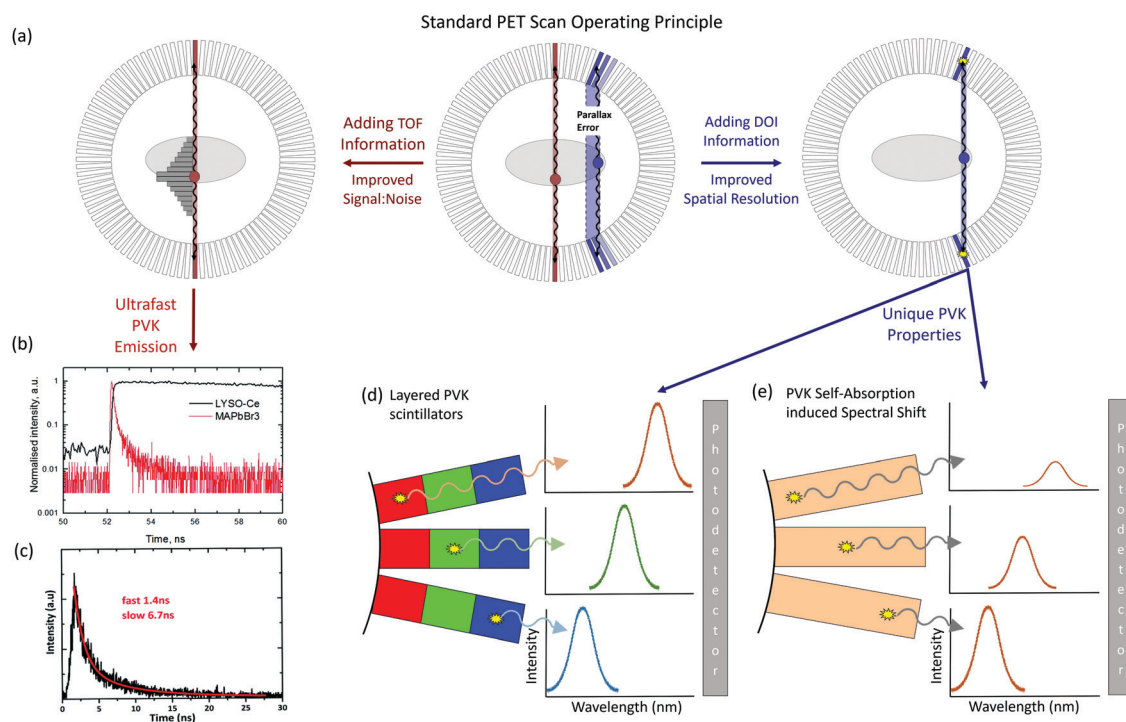 Standard PET Scan Operating Principle
(a)
Adding TOF
Information
Improved
Signal:Noise
Parallax
Error
Adding DOI
Information
Improved
Spatial Resolution
Ultrafast
PVK
Emission
Unique PVK
Properties
(b)
Normalised intensity, a.u.
1
0.1
0.01
0.001
LYSO-Ce
MAPbBr3
50
52
54
56
58
60
Time, ns
(c)
Intensity (a.u)
fast 1.4ns
slow 6.7ns
0
5
10
15
20
25
30
Time (ns)
(d)
Layered PVK
scintillators
Intensity
Wavelength (nm)
Photodetector
(e)
PVK Self-Absorption
induced Spectral Shift
Intensity
Wavelength (nm)
Photodetector